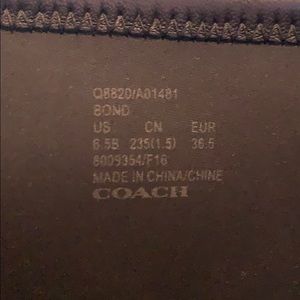 Q8820/A01481
BOND
US CN EUR
6.5B 235(1.5) 36.5
8009354/F16
MADE IN CHINA/CHINE
COACH